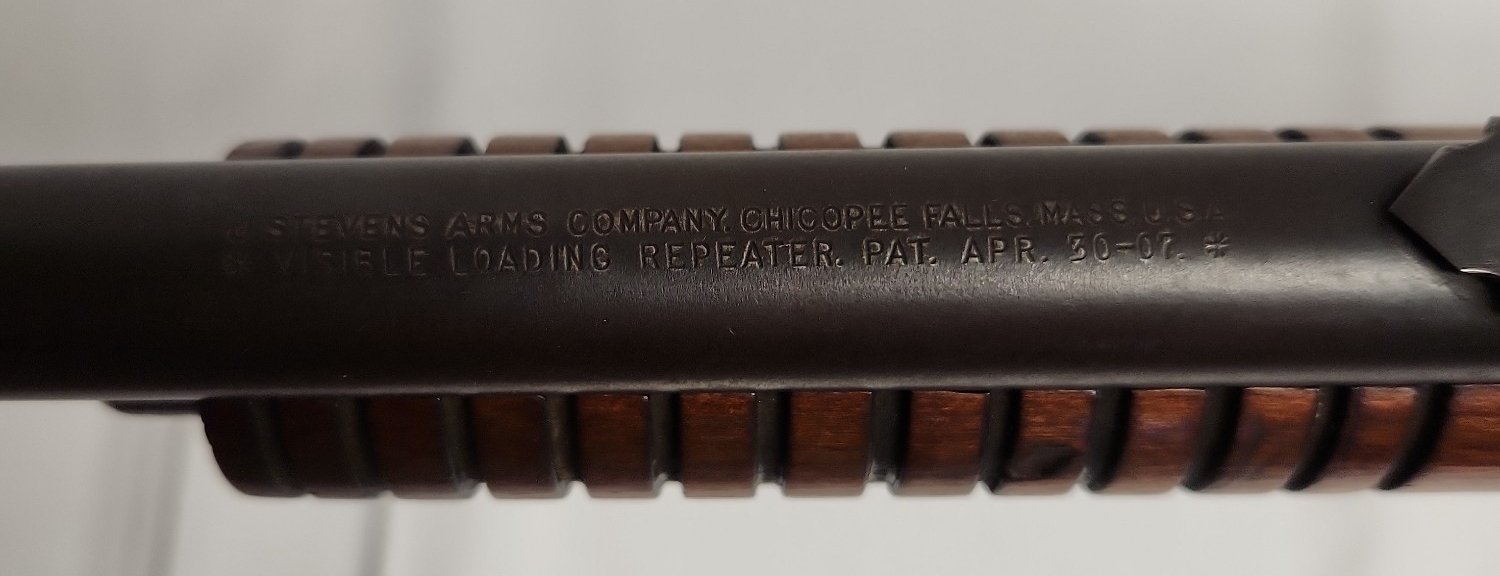 J STEVENS ARMS COMPANY. CHICOPEE FALLS. MASS. U.S.A
* VISIBLE LOADING REPEATER. PAT. APR. 30-07. *